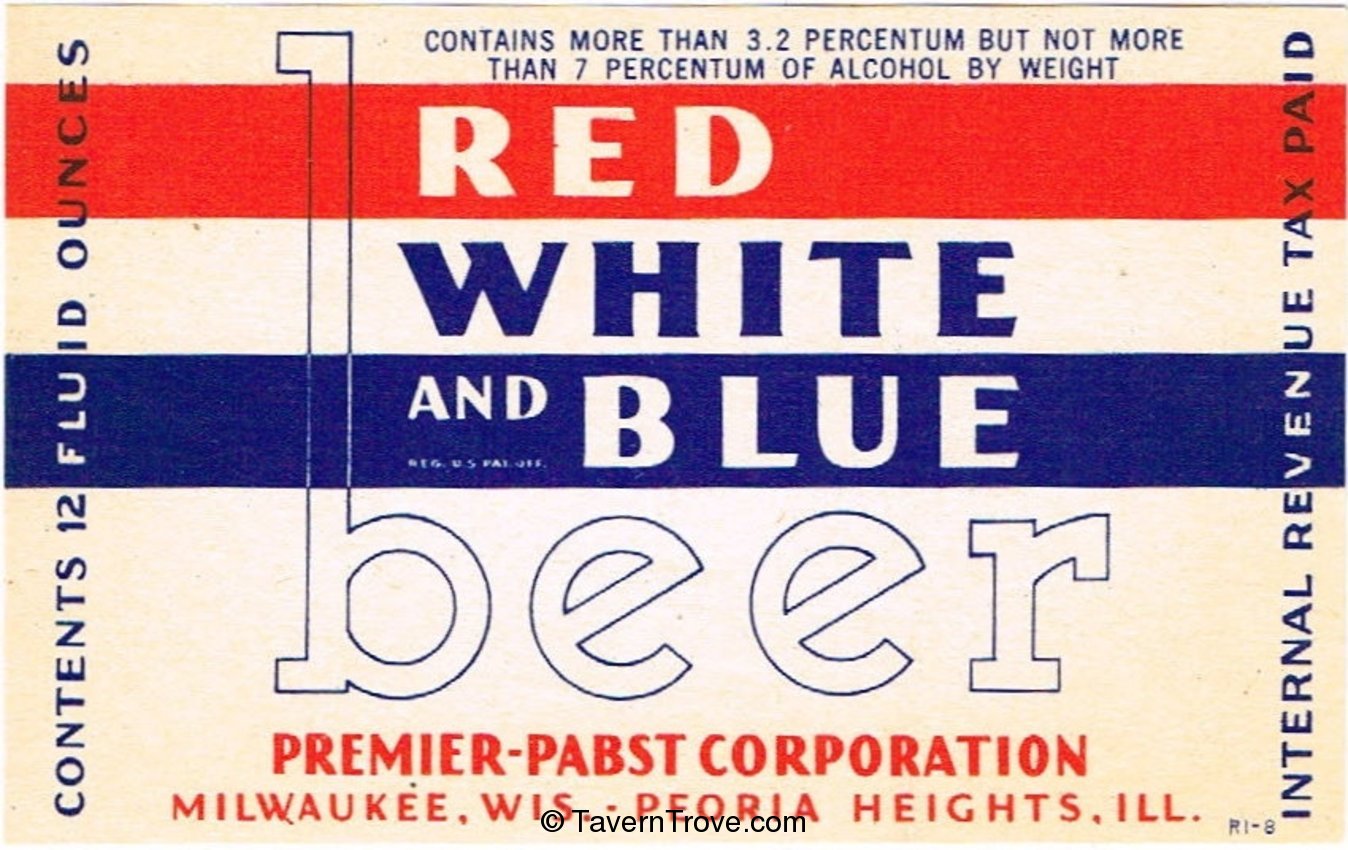 CONTAINS MORE THAN 3.2 PERCENTUM BUT NOT MORE
THAN 7 PERCENTUM OF ALCOHOL BY WEIGHT
RED
WHITE
AND BLUE
REG. U.S. PAT. OFF.
beer
PREMIER-PABST CORPORATION
MILWAUKEE, WIS. - PEORIA HEIGHTS, ILL.
CONTENTS 12 FLUID OUNCES
INTERNAL REVENUE TAX PAID
R1-8
© TavernTrove.com